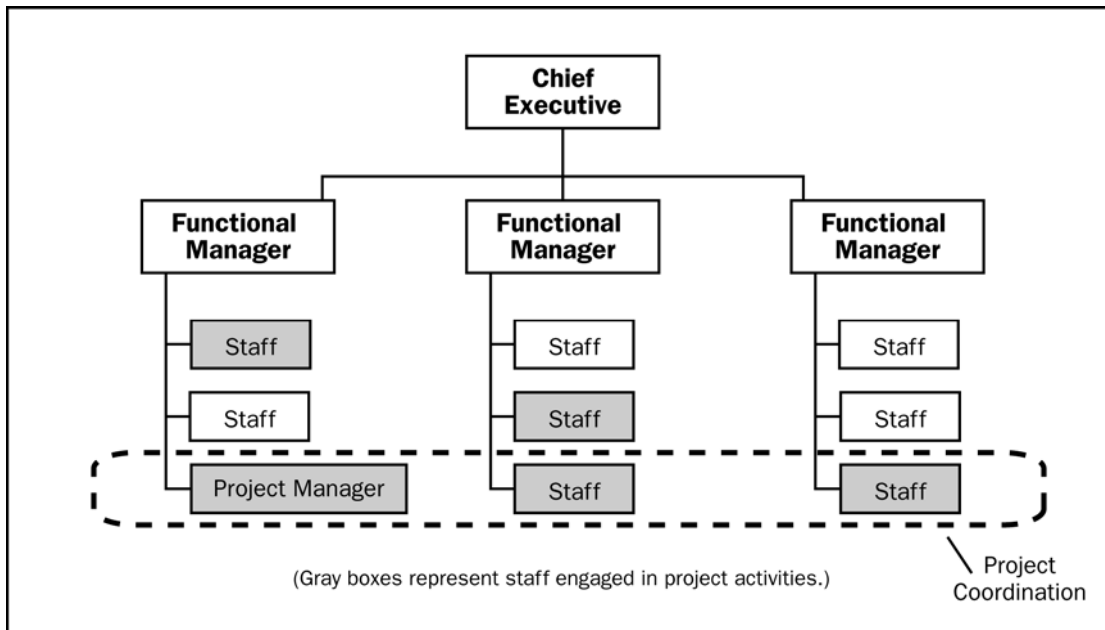 Chief
Executive
Functional
Manager
Functional
Manager
Functional
Manager
Staff
Staff
Staff
Staff
Staff
Staff
Project Manager
Staff
Staff
(Gray boxes represent staff engaged in project activities.)
Project
Coordination